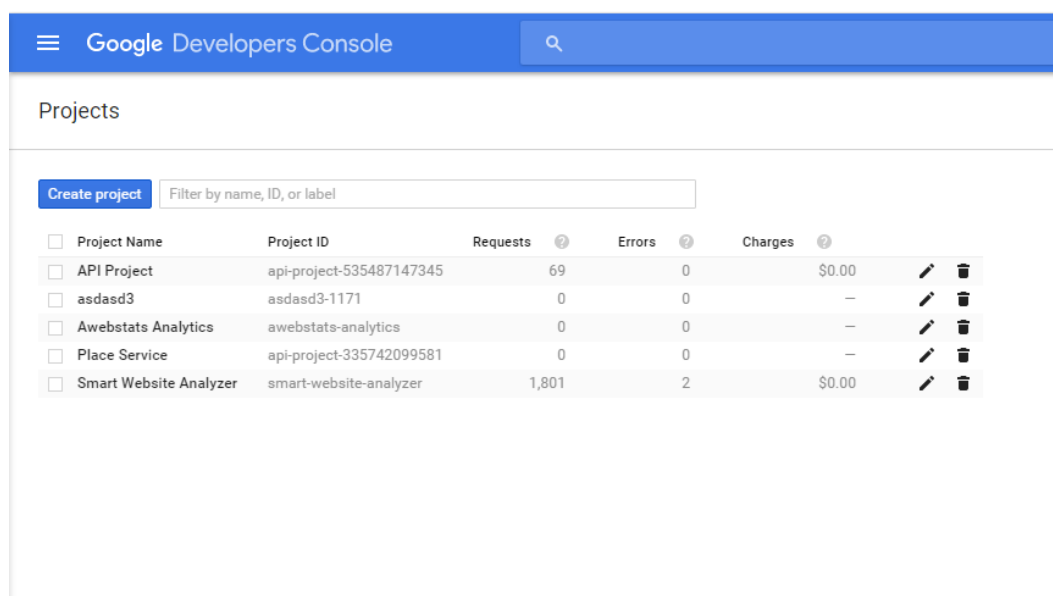 Google Developers Console
Projects
Create project Filter by name, ID, or label
Project Name Project ID Requests ? Errors ? Charges ?
API Project api-project-535487147345 69 0 $0.00
asdasd3 asdasd3-1171 0 0 —
Awebstats Analytics awebstats-analytics 0 0 —
Place Service api-project-335742099581 0 0 —
Smart Website Analyzer smart-website-analyzer 1,801 2 $0.00